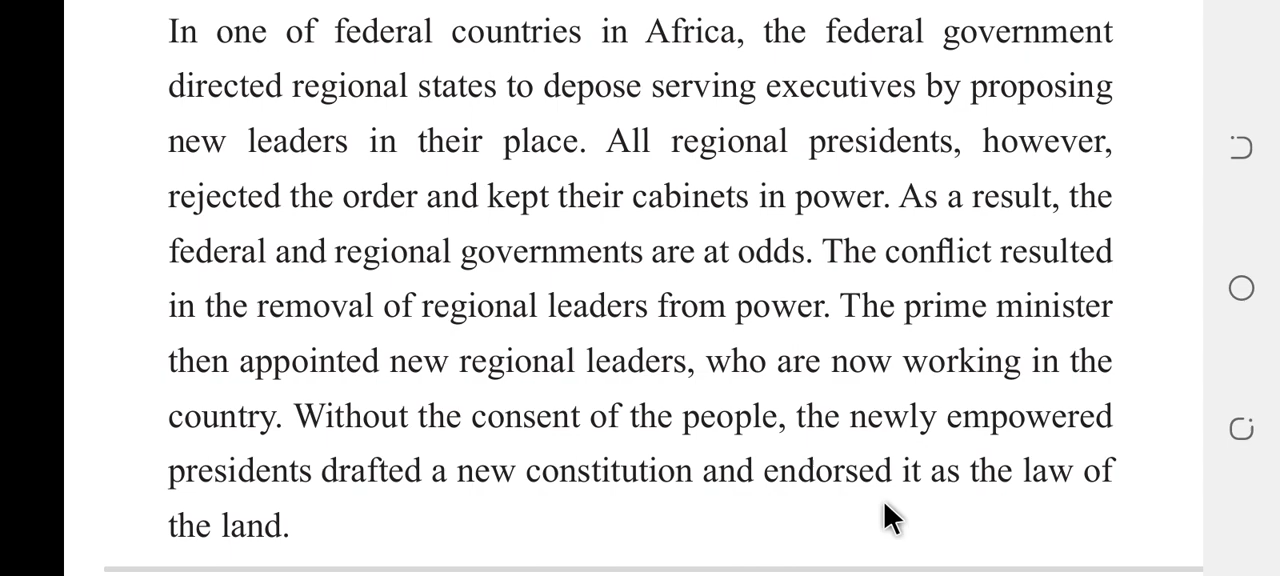 In one of federal countries in Africa, the federal government
directed regional states to depose serving executives by proposing
new leaders in their place. All regional presidents, however,
rejected the order and kept their cabinets in power. As a result, the
federal and regional governments are at odds. The conflict resulted
in the removal of regional leaders from power. The prime minister
then appointed new regional leaders, who are now working in the
country. Without the consent of the people, the newly empowered
presidents drafted a new constitution and endorsed it as the law of
the land.